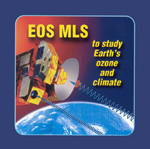 EOS MLS
to study
Earth's
ozone
and
climate